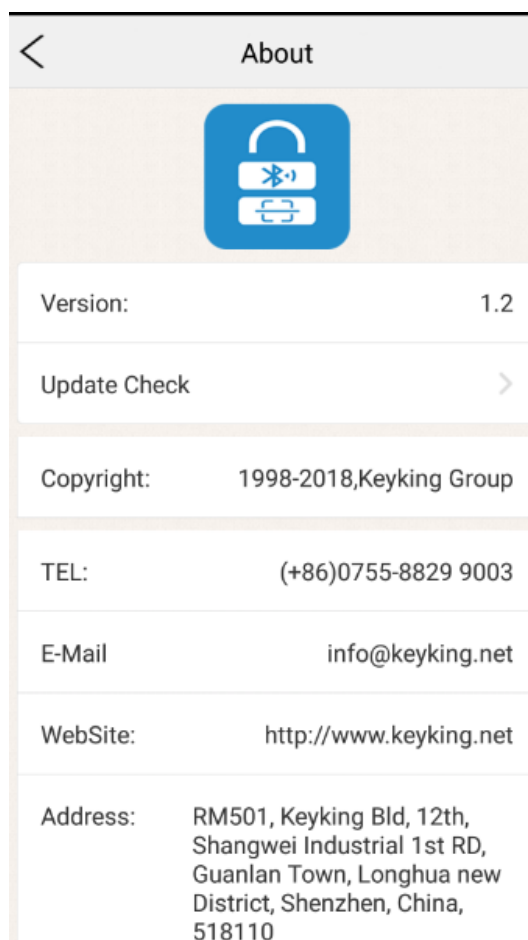 About
Version: 1.2
Update Check
Copyright: 1998-2018,Keyking Group
TEL: (+86)0755-8829 9003
E-Mail info@keyking.net
WebSite: http://www.keyking.net
Address: RM501, Keyking Bld, 12th,
Shangwei Industrial 1st RD,
Guanlan Town, Longhua new
District, Shenzhen, China,
518110